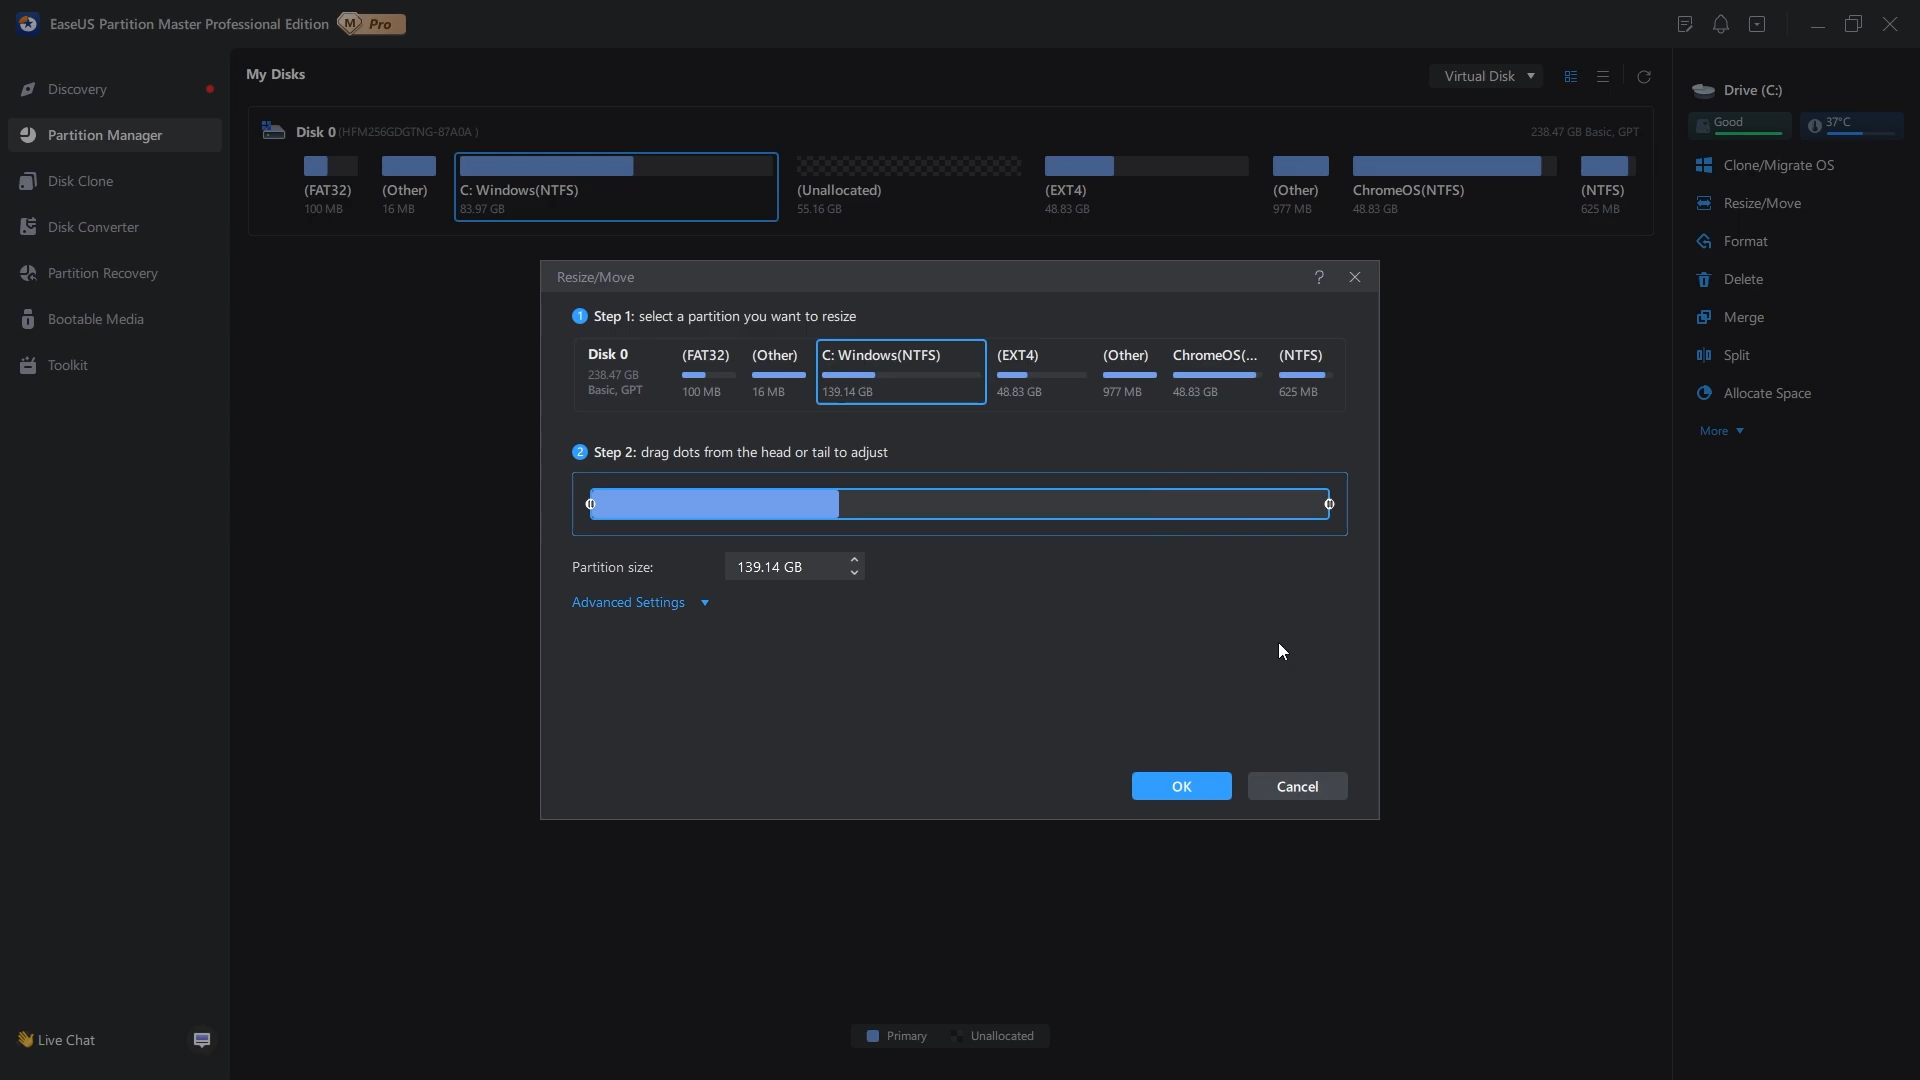 EaseUS Partition Master Professional Edition M Pro
Discovery
Partition Manager
Disk Clone
Disk Converter
Partition Recovery
Bootable Media
Toolkit
Live Chat
My Disks
Virtual Disk
Disk 0 (HFM256GDGTNG-87A0A )
238.47 GB Basic, GPT
(FAT32)
100 MB
(Other)
16 MB
C: Windows(NTFS)
83.97 GB
(Unallocated)
55.16 GB
(EXT4)
48.83 GB
(Other)
977 MB
ChromeOS(NTFS)
48.83 GB
(NTFS)
625 MB
Resize/Move
?
1 Step 1: select a partition you want to resize
Disk 0
238.47 GB
Basic, GPT
(FAT32)
100 MB
(Other)
16 MB
C: Windows(NTFS)
139.14 GB
(EXT4)
48.83 GB
(Other)
977 MB
ChromeOS(...
48.83 GB
(NTFS)
625 MB
2 Step 2: drag dots from the head or tail to adjust
Partition size:
139.14 GB
Advanced Settings
OK
Cancel
Primary
Unallocated
Drive (C:)
Good
37°C
Clone/Migrate OS
Resize/Move
Format
Delete
Merge
Split
Allocate Space
More